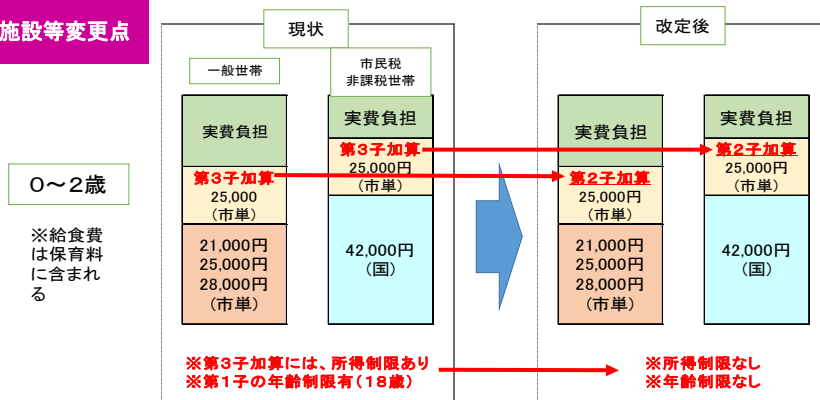 施設等変更点
現状
改定後
一般世帯
市民税
非課税世帯
0～2歳
※給食費
は保育料
に含まれ
る
実費負担
第3子加算
25,000
(市単)
21,000円
25,000円
28,000円
(市単)
実費負担
第3子加算
25,000円
(市単)
42,000円
(国)
実費負担
第2子加算
25,000円
(市単)
21,000円
25,000円
28,000円
(市単)
実費負担
第2子加算
25,000円
(市単)
42,000円
(国)
※第3子加算には、所得制限あり
※第1子の年齢制限有(18歳)
※所得制限なし
※年齢制限なし